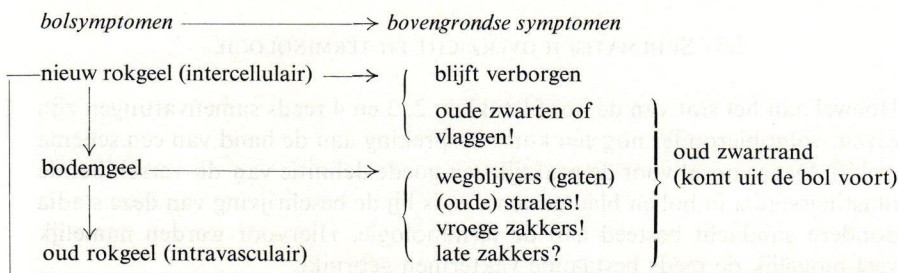 bolsymptomen → bovengrondse symptomen
nieuw rokgeel (intercellulair) → blijft verborgen
oude zwarten of
vlaggen!
bodemgeel → wegblijvers (gaten)
(oude) stralers!
vroege zakkers!
oud rokgeel (intravasculair) late zakkers?
oud zwartrand
(komt uit de bol voort)